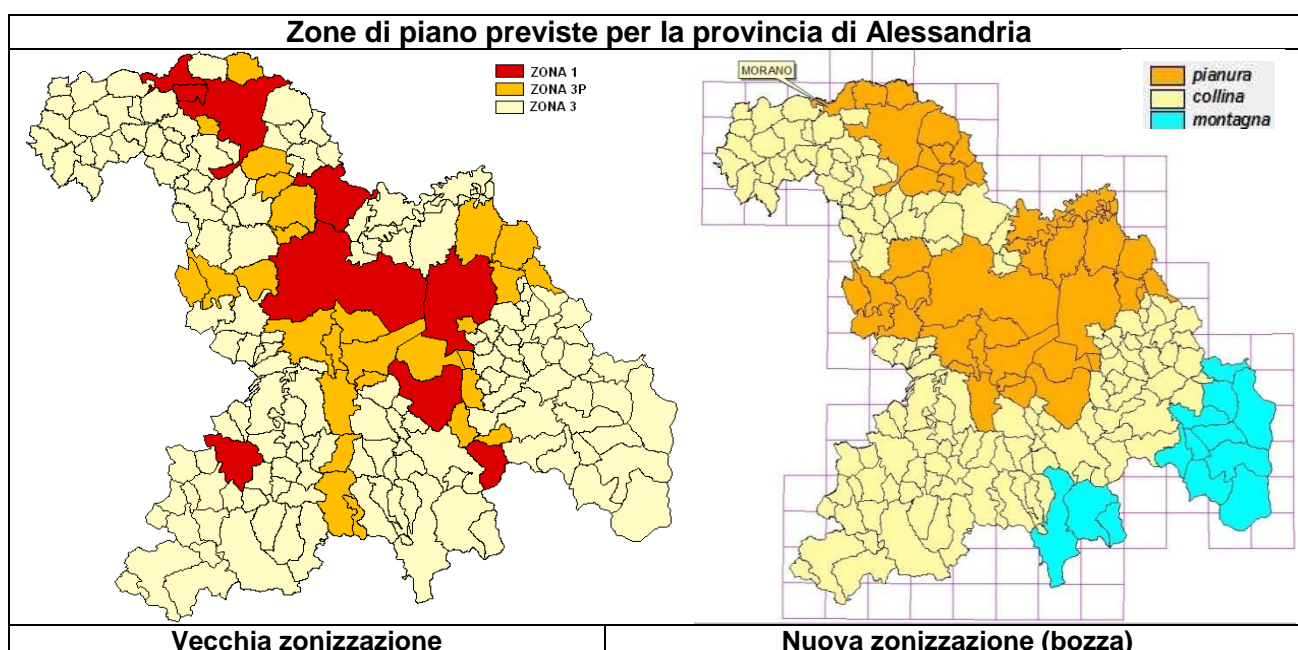 Zone di piano previste per la provincia di Alessandria
ZONA 1
ZONA 3P
ZONA 3
MORANO
pianura
collina
montagna
Vecchia zonizzazione
Nuova zonizzazione (bozza)